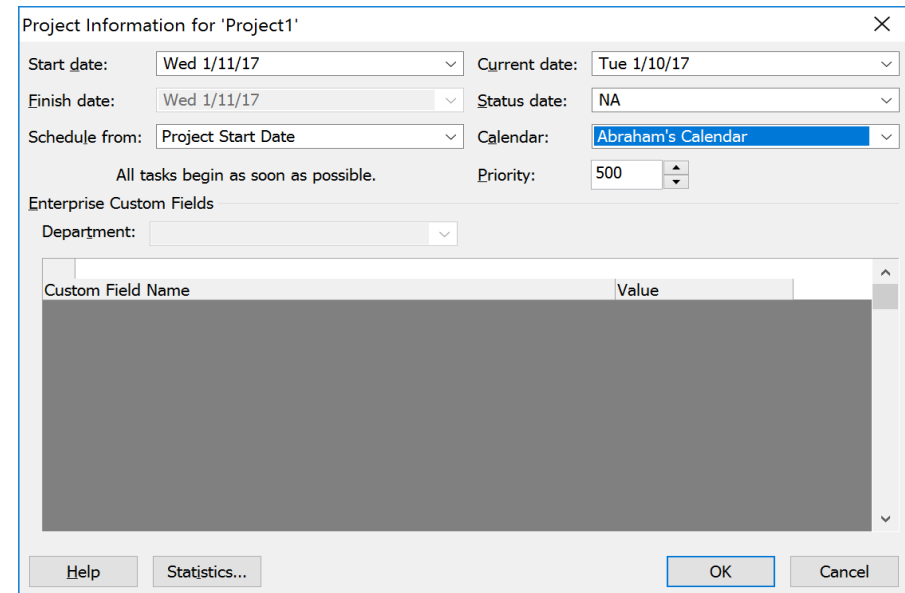 Project Information for 'Project1'
Start date: Wed 1/11/17 Current date: Tue 1/10/17
Finish date: Wed 1/11/17 Status date: NA
Schedule from: Project Start Date Calendar: Abraham's Calendar
All tasks begin as soon as possible. Priority: 500
Enterprise Custom Fields
Department:
Custom Field Name Value
Help Statistics... OK Cancel